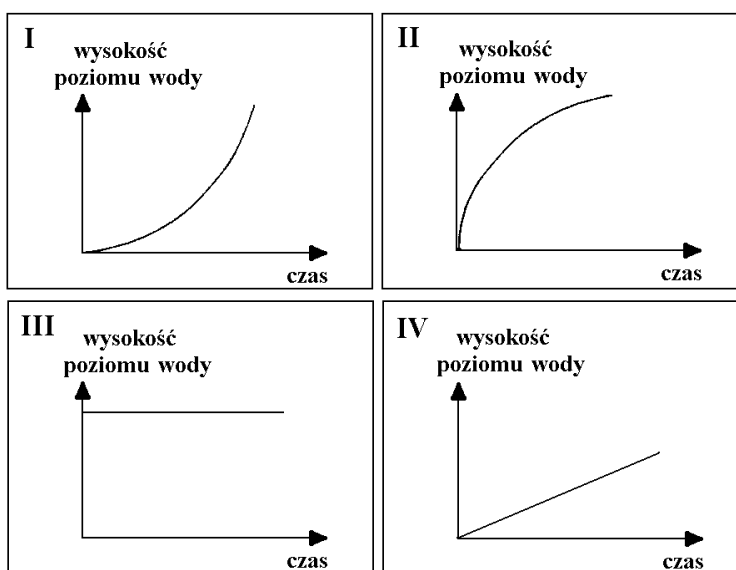 I
wysokość
poziomu wody
czas
II
wysokość
poziomu wody
czas
III
wysokość
poziomu wody
czas
IV
wysokość
poziomu wody
czas